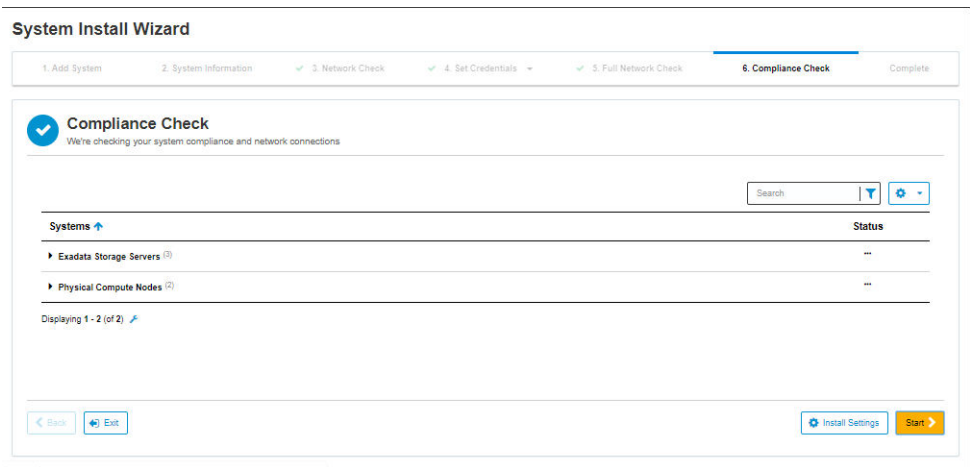 System Install Wizard
1. Add System 2. System Information 3. Network Check 4. Set Credentials 5. Full Network Check 6. Compliance Check Complete
Compliance Check
We're checking your system compliance and network connections
Search
Systems Status
Exadata Storage Servers (3) ...
Physical Compute Nodes (2) ...
Displaying 1 - 2 (of 2)
Back Exit Install Settings Start